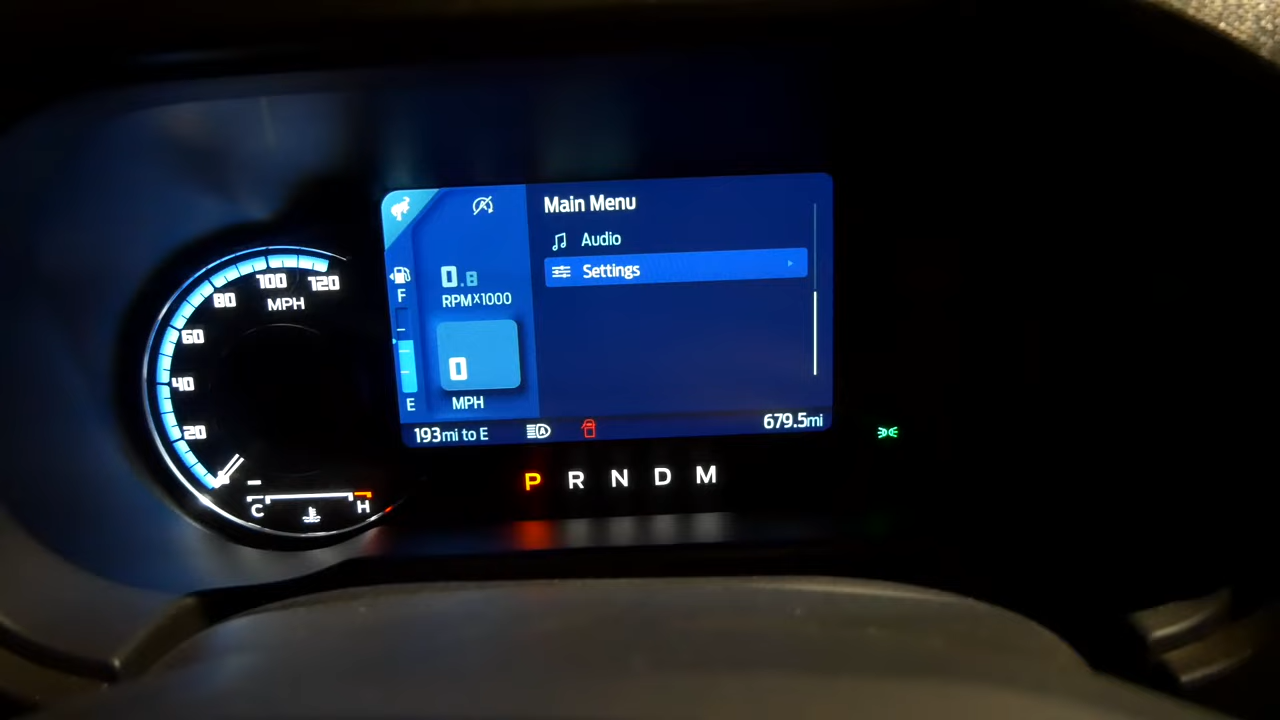 Main Menu
Audio
Settings
0.8
RPMX1000
F
0
MPH
E
193mi to E
A
679.5mi
P R N D M
120
100
80
MPH
60
40
20
C
H